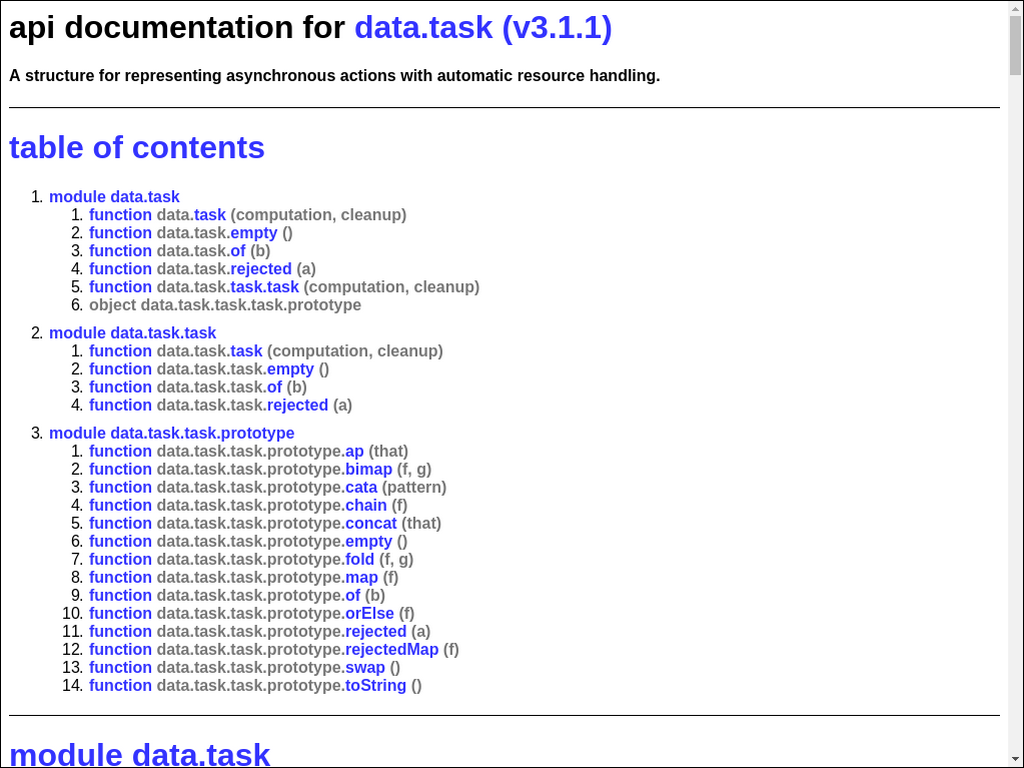 api documentation for data.task (v3.1.1)
A structure for representing asynchronous actions with automatic resource handling.
table of contents
1. module data.task
1. function data.task (computation, cleanup)
2. function data.task.empty ()
3. function data.task.of (b)
4. function data.task.rejected (a)
5. function data.task.task.task (computation, cleanup)
6. object data.task.task.task.prototype
2. module data.task.task
1. function data.task.task (computation, cleanup)
2. function data.task.task.empty ()
3. function data.task.task.of (b)
4. function data.task.task.rejected (a)
3. module data.task.task.prototype
1. function data.task.task.prototype.ap (that)
2. function data.task.task.prototype.bimap (f, g)
3. function data.task.task.prototype.cata (pattern)
4. function data.task.task.prototype.chain (f)
5. function data.task.task.prototype.concat (that)
6. function data.task.task.prototype.empty ()
7. function data.task.task.prototype.fold (f, g)
8. function data.task.task.prototype.map (f)
9. function data.task.task.prototype.of (b)
10. function data.task.task.prototype.orElse (f)
11. function data.task.task.prototype.rejected (a)
12. function data.task.task.prototype.rejectedMap (f)
13. function data.task.task.prototype.swap ()
14. function data.task.task.prototype.toString ()
module data.task